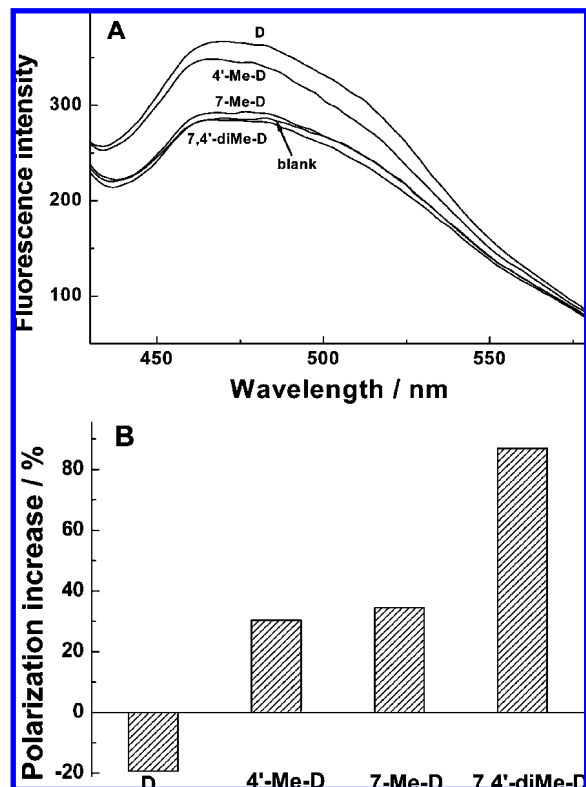 A
Fluorescence intensity
300
200
100
D
4'-Me-D
7-Me-D
7,4'-diMe-D
blank
450
500
550
Wavelength / nm
B
Polarization increase / %
80
60
40
20
0
-20
D
4'-Me-D
7-Me-D
7,4'-diMe-D